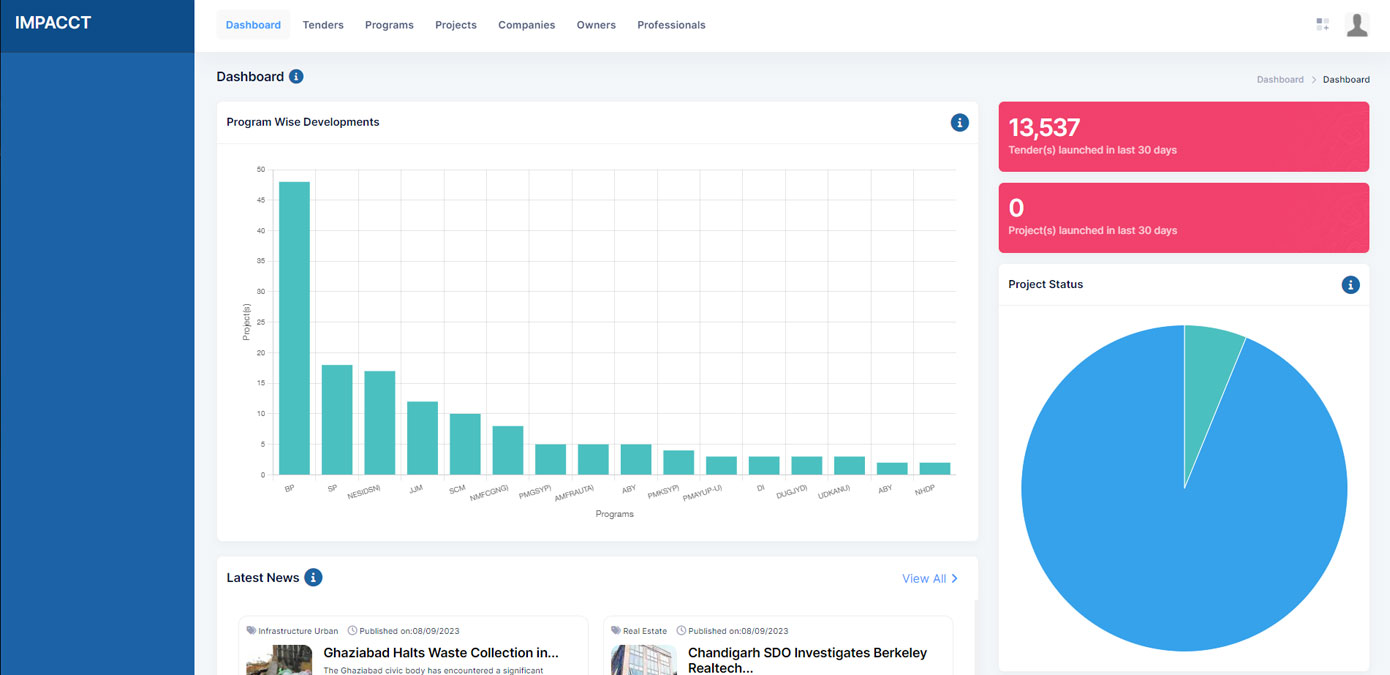 IMPACCT
Dashboard Tenders Programs Projects Companies Owners Professionals
Dashboard
Dashboard > Dashboard
Program Wise Developments
50
45
40
35
30
25
20
15
10
5
0
Project(s)
BP SP NESIDSN) JJM SCM NMFCGNG) PMGSYP) AMFRAUTA) ABY PMKSYP) PMAYUP-U) DI DUGJYD) UDKANU) ABY NHDP
Programs
13,537
Tender(s) launched in last 30 days
0
Project(s) launched in last 30 days
Project Status
Latest News
View All >
Infrastructure Urban Published on:08/09/2023
Ghaziabad Halts Waste Collection in...
The Ghaziabad civic body has encountered a significant
Real Estate Published on:08/09/2023
Chandigarh SDO Investigates Berkeley
Realtech...